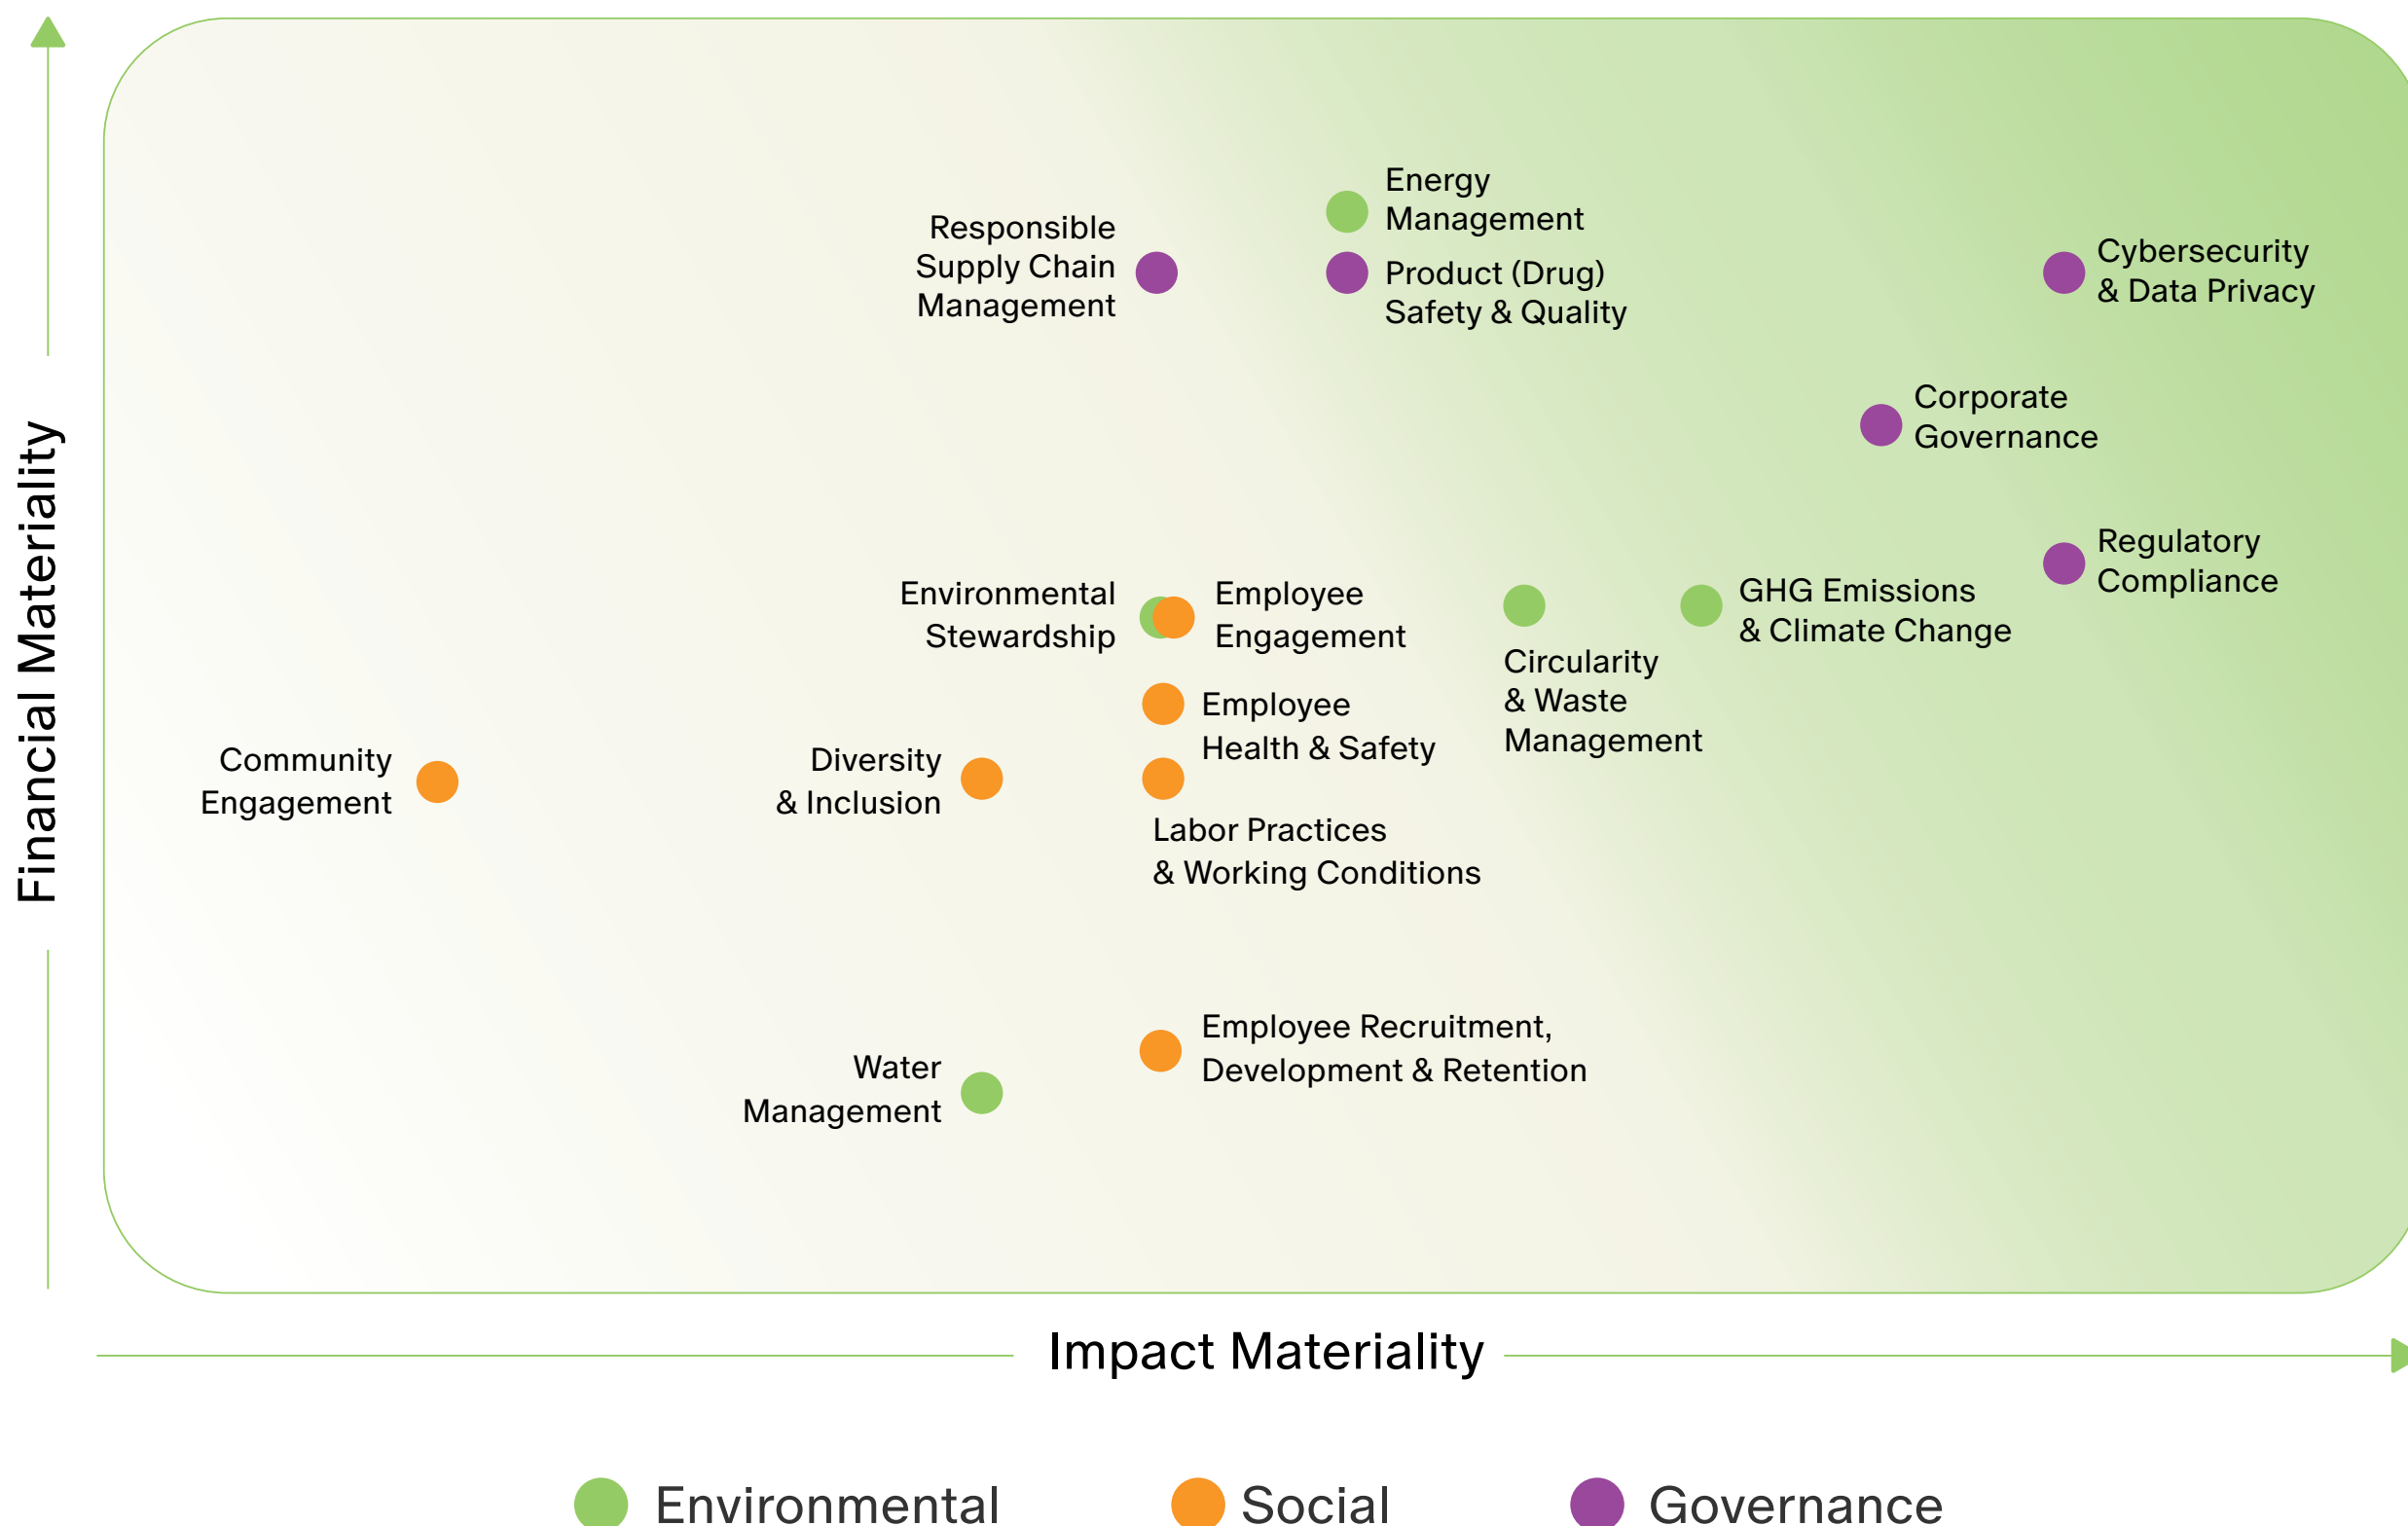 Financial Materiality
Energy
Management
Responsible
Supply Chain
Management
Product (Drug)
Safety & Quality
Cybersecurity
& Data Privacy
Corporate
Governance
Regulatory
Compliance
Environmental
Stewardship
Employee
Engagement
GHG Emissions
& Climate Change
Circularity
& Waste
Management
Employee
Health & Safety
Community
Engagement
Diversity
& Inclusion
Labor Practices
& Working Conditions
Employee Recruitment,
Development & Retention
Water
Management
Impact Materiality
Environmental
Social
Governance